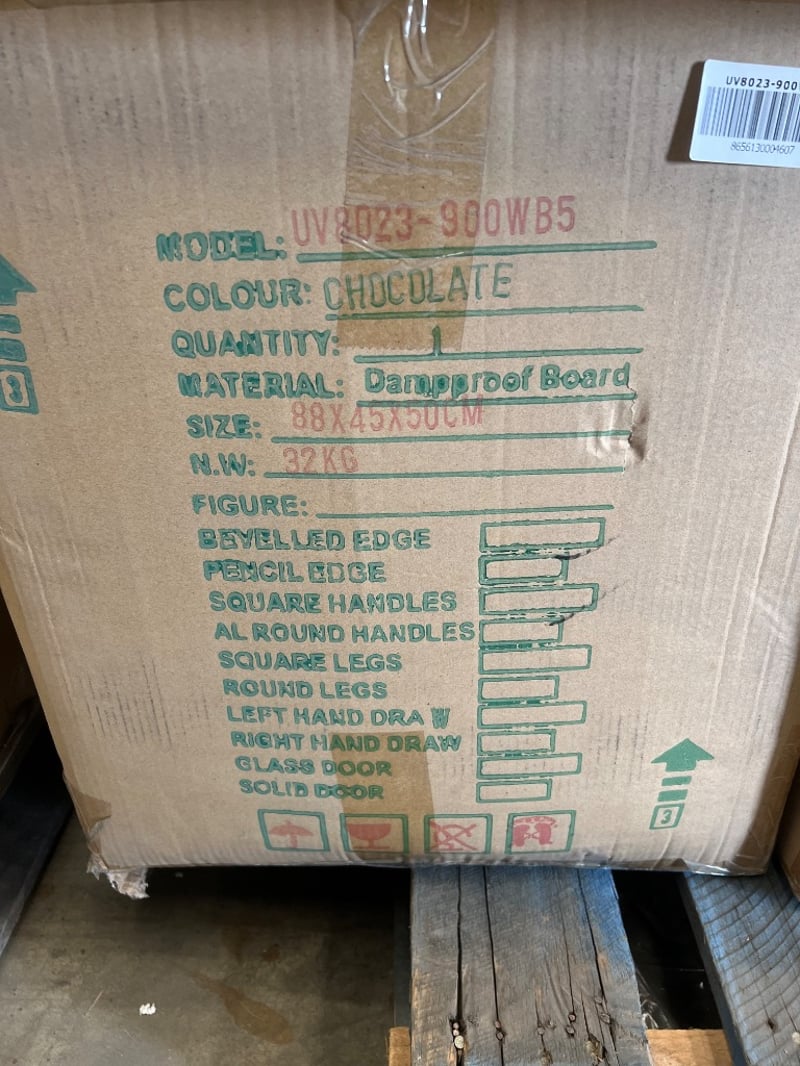 UV8023-900
8656130004607
MODEL: UV8023-900WB5
COLOUR: CHOCOLATE
QUANTITY: 1
MATERIAL: Dampproof Board
SIZE: 88X45X50CM
N.W: 32KG
FIGURE:
BEVELLED EDGE
PENCIL EDGE
SQUARE HANDLES
AL ROUND HANDLES
SQUARE LEGS
ROUND LEGS
LEFT HAND DRA W
RIGHT HAND DRAW
GLASS DOOR
SOLID DOOR
3
3